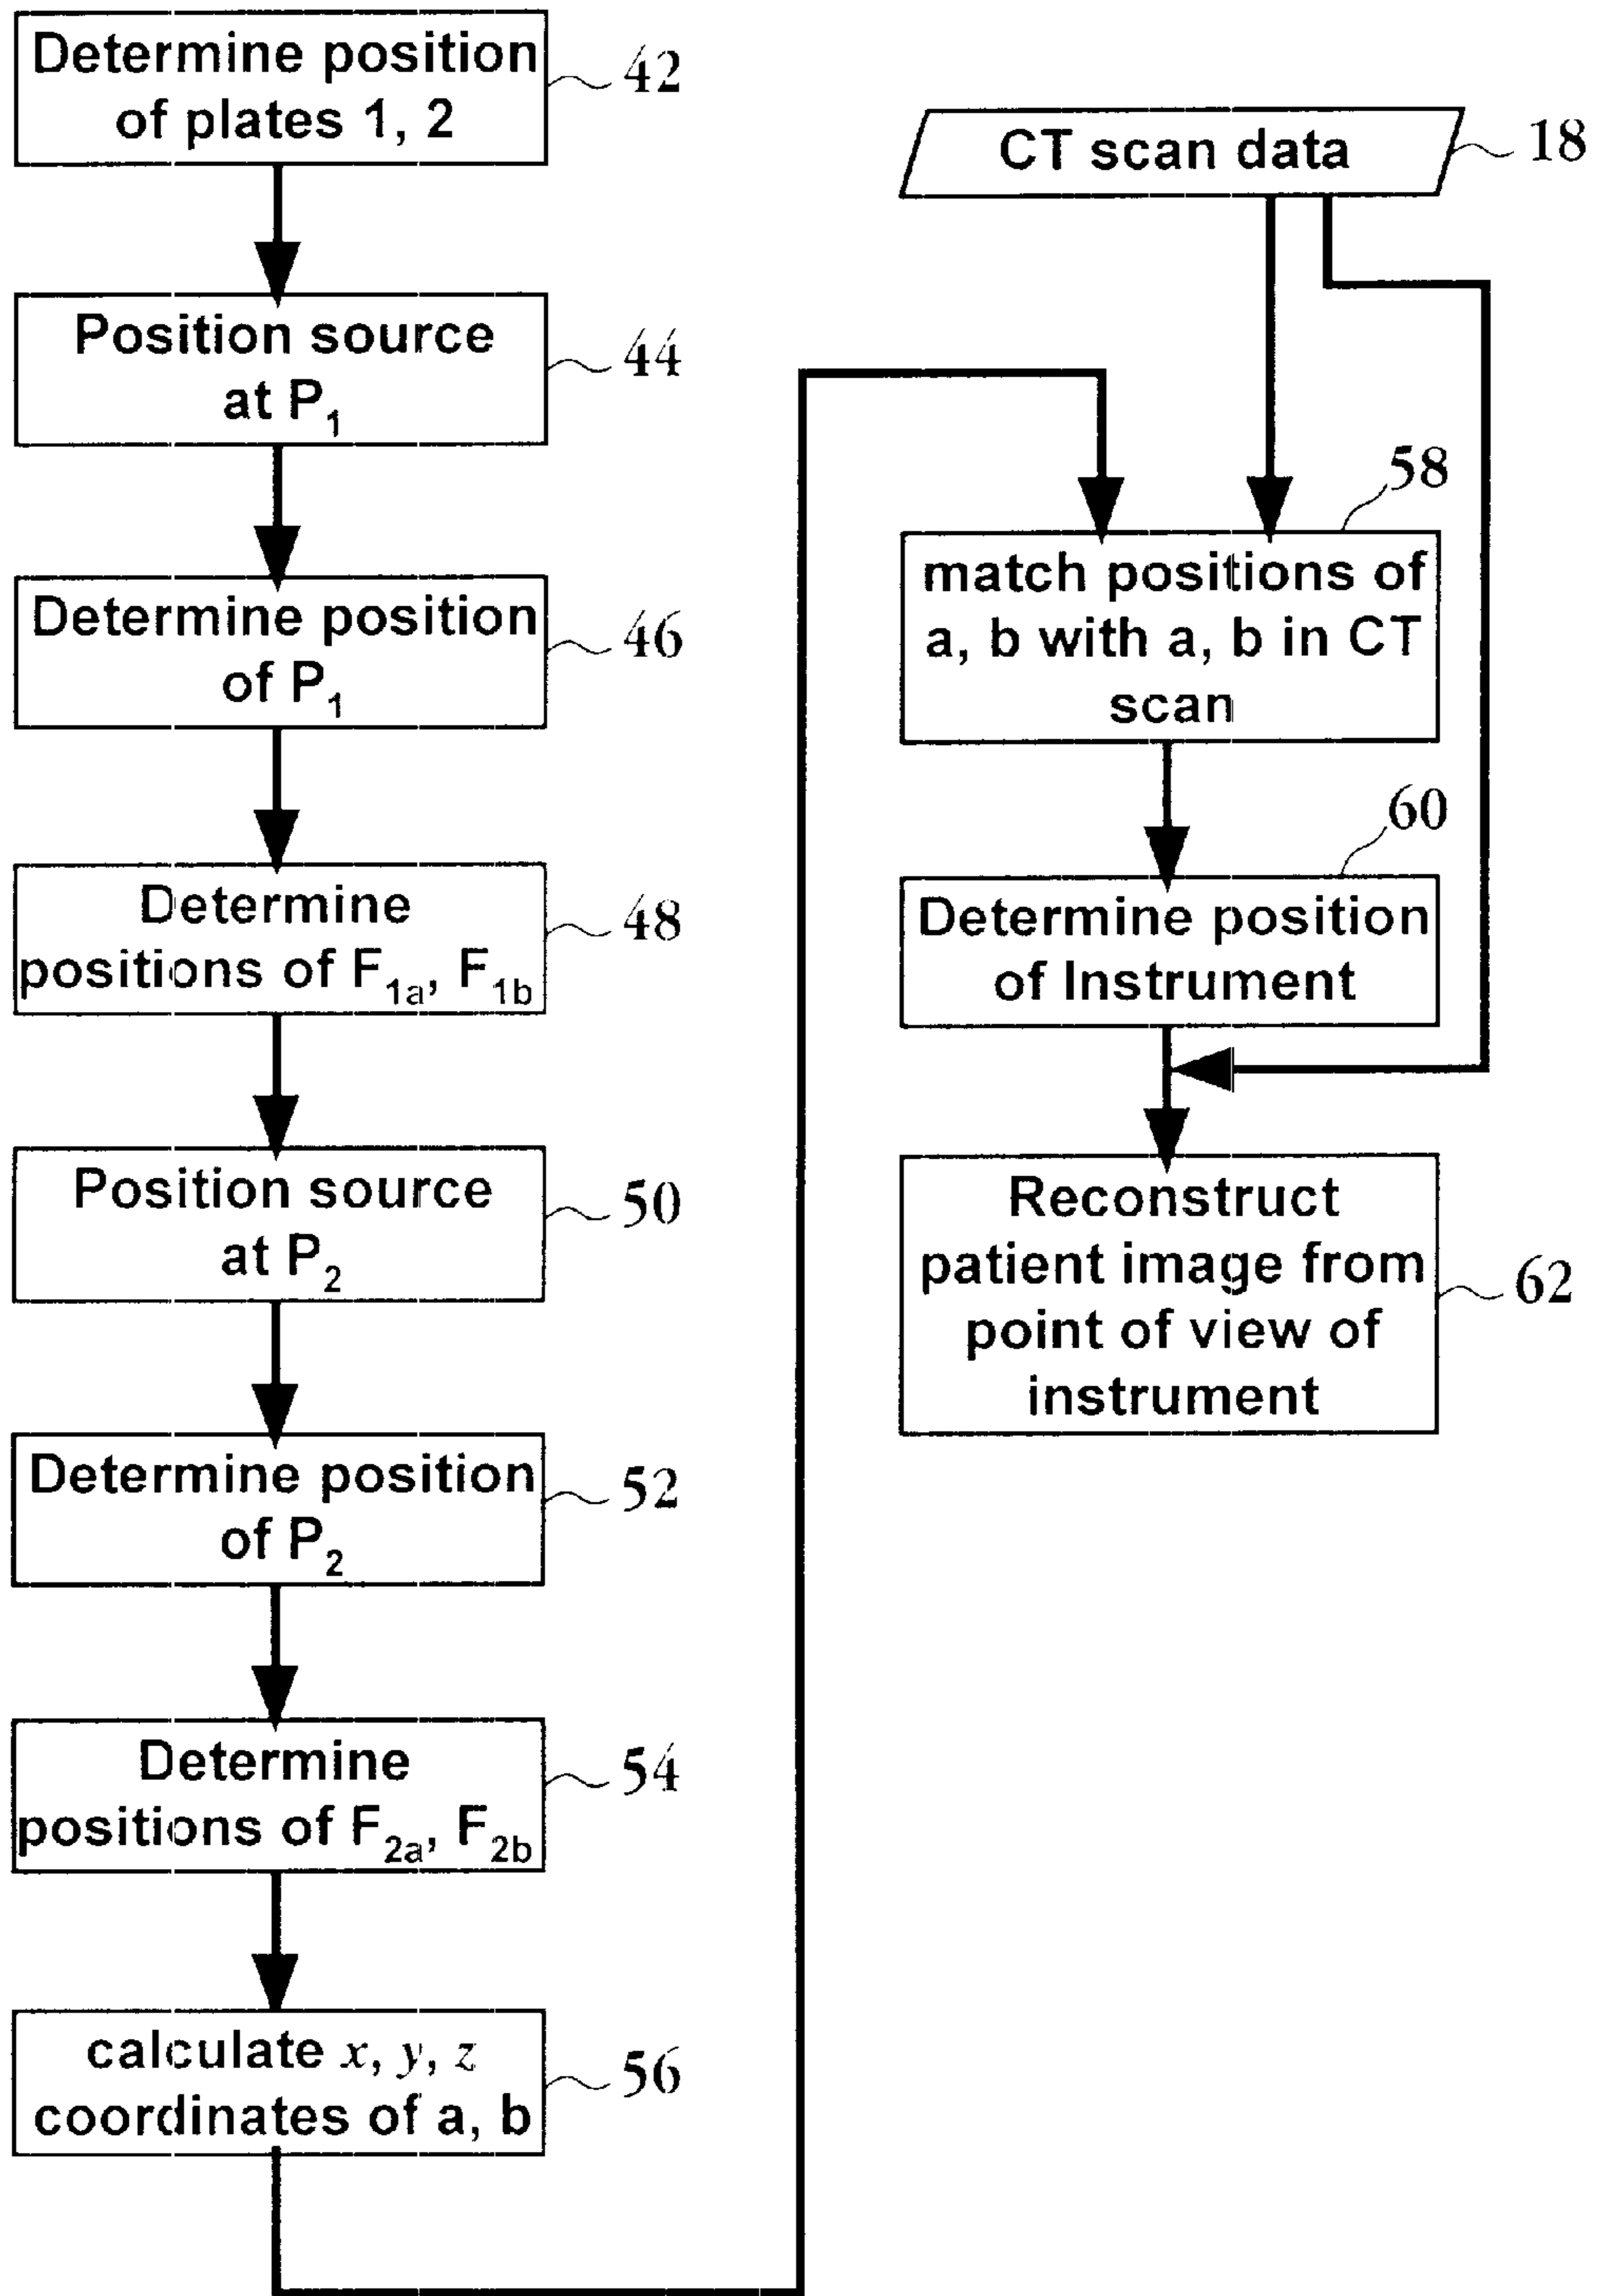 Determine position
of plates 1, 2
42
Position source
at P₁
44
Determine position
of P₁
46
Determine
positions of F₁ₐ, F₁b
48
Position source
at P₂
50
Determine position
of P₂
52
Determine
positions of F₂ₐ, F₂b
54
calculate x, y, z
coordinates of a, b
56
CT scan data
18
58
match positions of
a, b with a, b in CT
scan
60
Determine position
of Instrument
Reconstruct
patient image from
point of view of
instrument
62